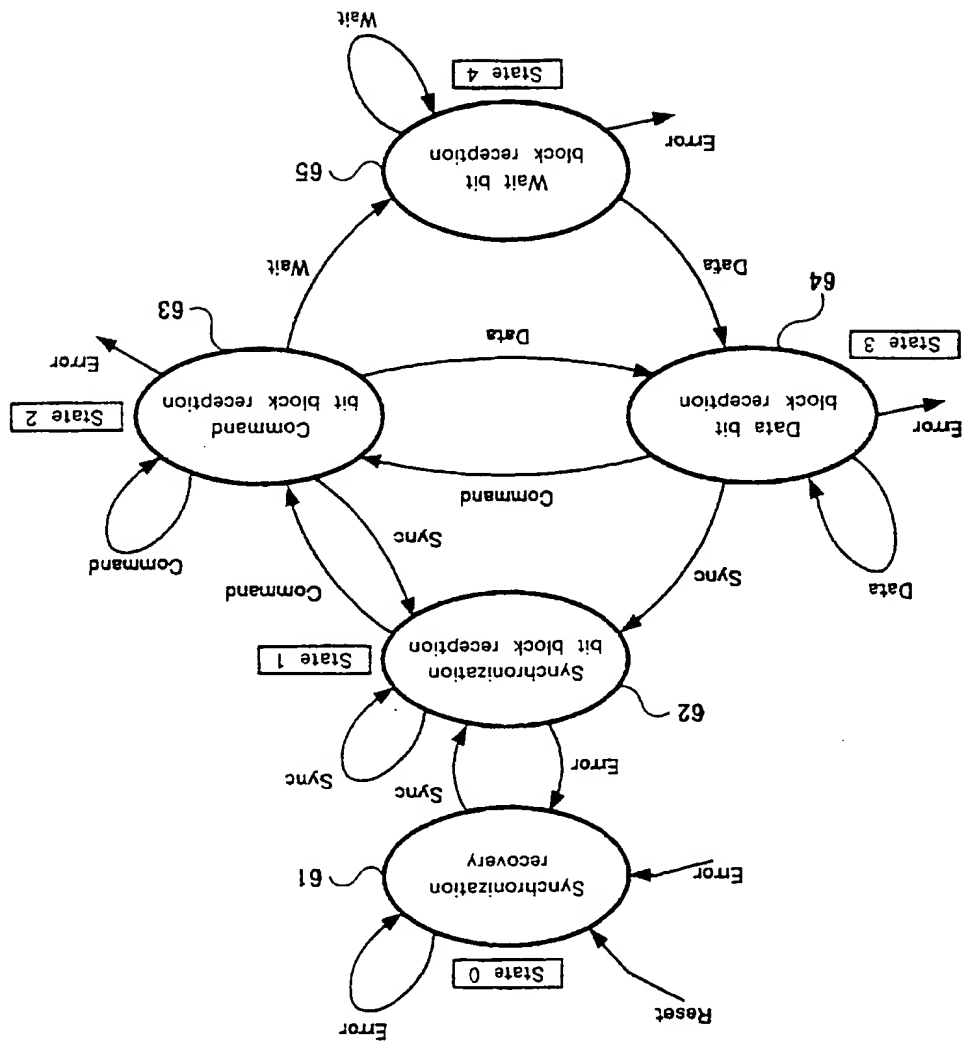 Reset
State 0
Error
Error
Synchronization
recovery
61
Error
Sync
Sync
62
Synchronization
bit block reception
State 1
Data
Sync
Command
Sync
Command
Command
Error
Data bit
block reception
Command
bit block reception
State 2
State 3
Error
64
Data
63
Data
Wait
Error
Wait bit
block reception
65
State 4
Wait